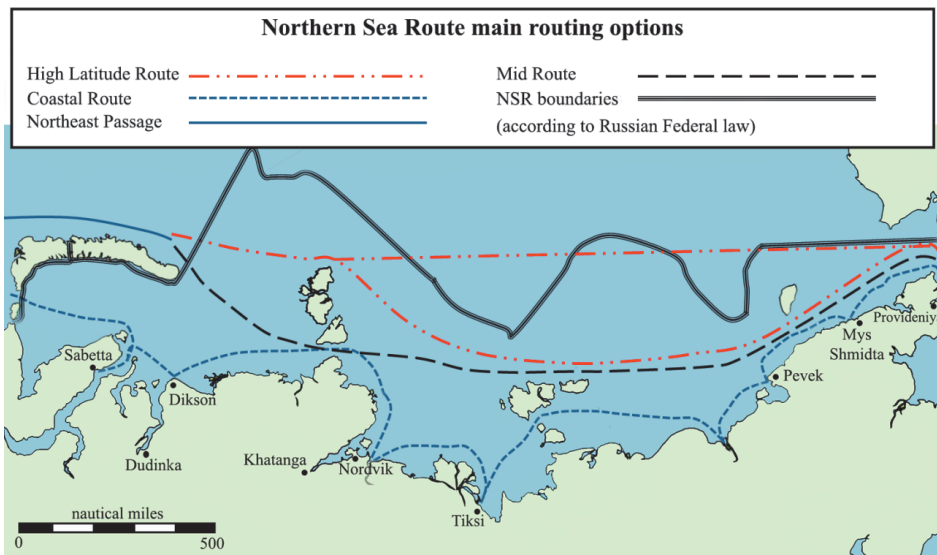 Northern Sea Route main routing options
High Latitude Route
Coastal Route
Northeast Passage
Mid Route
NSR boundaries
(according to Russian Federal law)
Sabetta
Dikson
Dudinka
Khatanga
Nordvik
Tiksi
Pevek
Mys
Shmidta
Provideniy
nautical miles
0
500